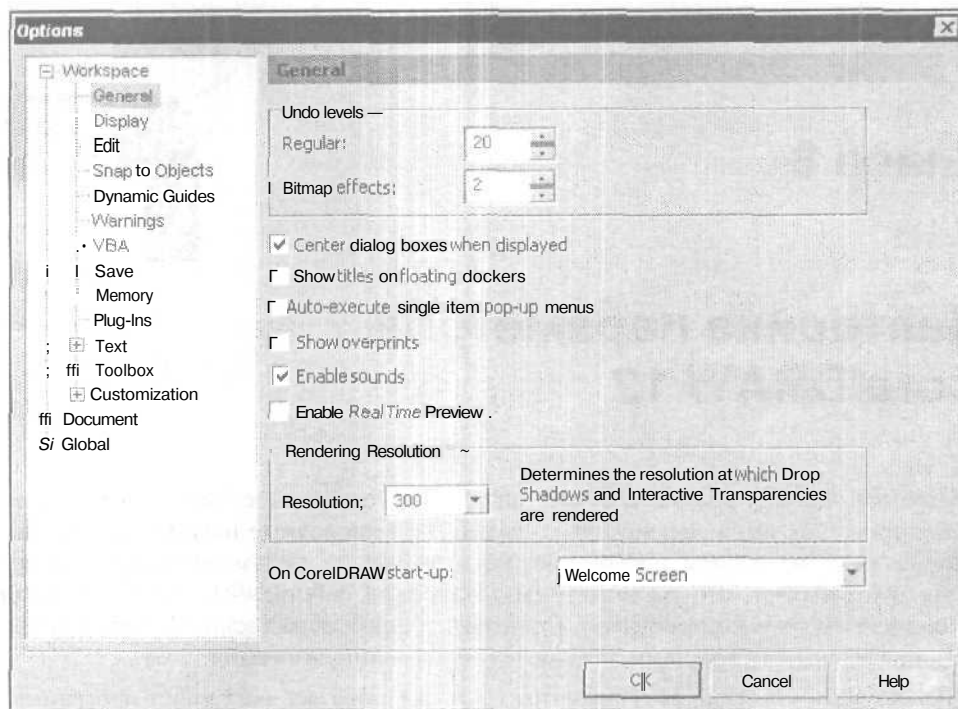 Options
Workspace
General
Display
Edit
Snap to Objects
Dynamic Guides
Warnings
VBA
Save
Memory
Plug-Ins
Text
Toolbox
Customization
Document
Global
General
Undo levels
Regular: 20
Bitmap effects: 2
Center dialog boxes when displayed
Show titles on floating dockers
Auto-execute single item pop-up menus
Show overprints
Enable sounds
Enable Real Time Preview .
Rendering Resolution
Resolution; 300
Determines the resolution at which Drop
Shadows and Interactive Transparencies
are rendered
On CorelDRAW start-up: Welcome Screen
OK Cancel Help